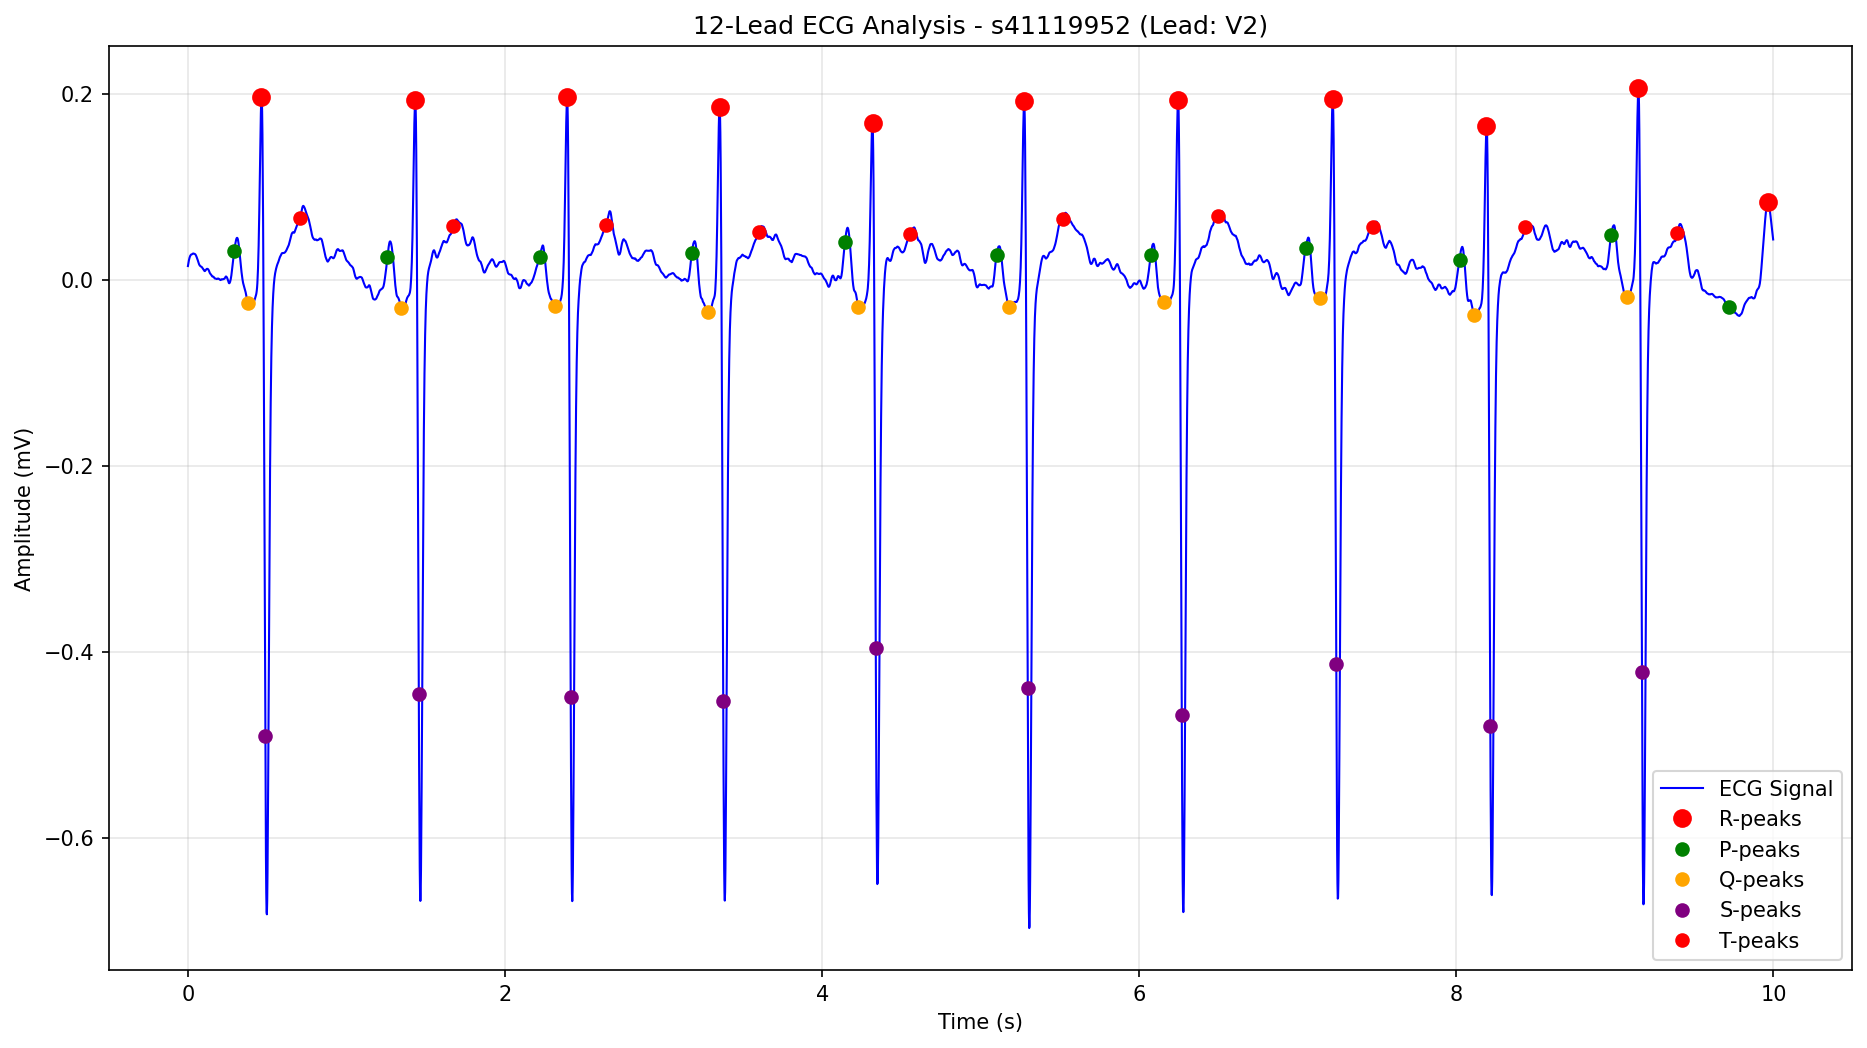 12-Lead ECG Analysis - s41119952 (Lead: V2)
0.2
0.0
−0.2
−0.4
−0.6
Amplitude (mV)
0 2 4 6 8 10
Time (s)
ECG Signal
R-peaks
P-peaks
Q-peaks
S-peaks
T-peaks